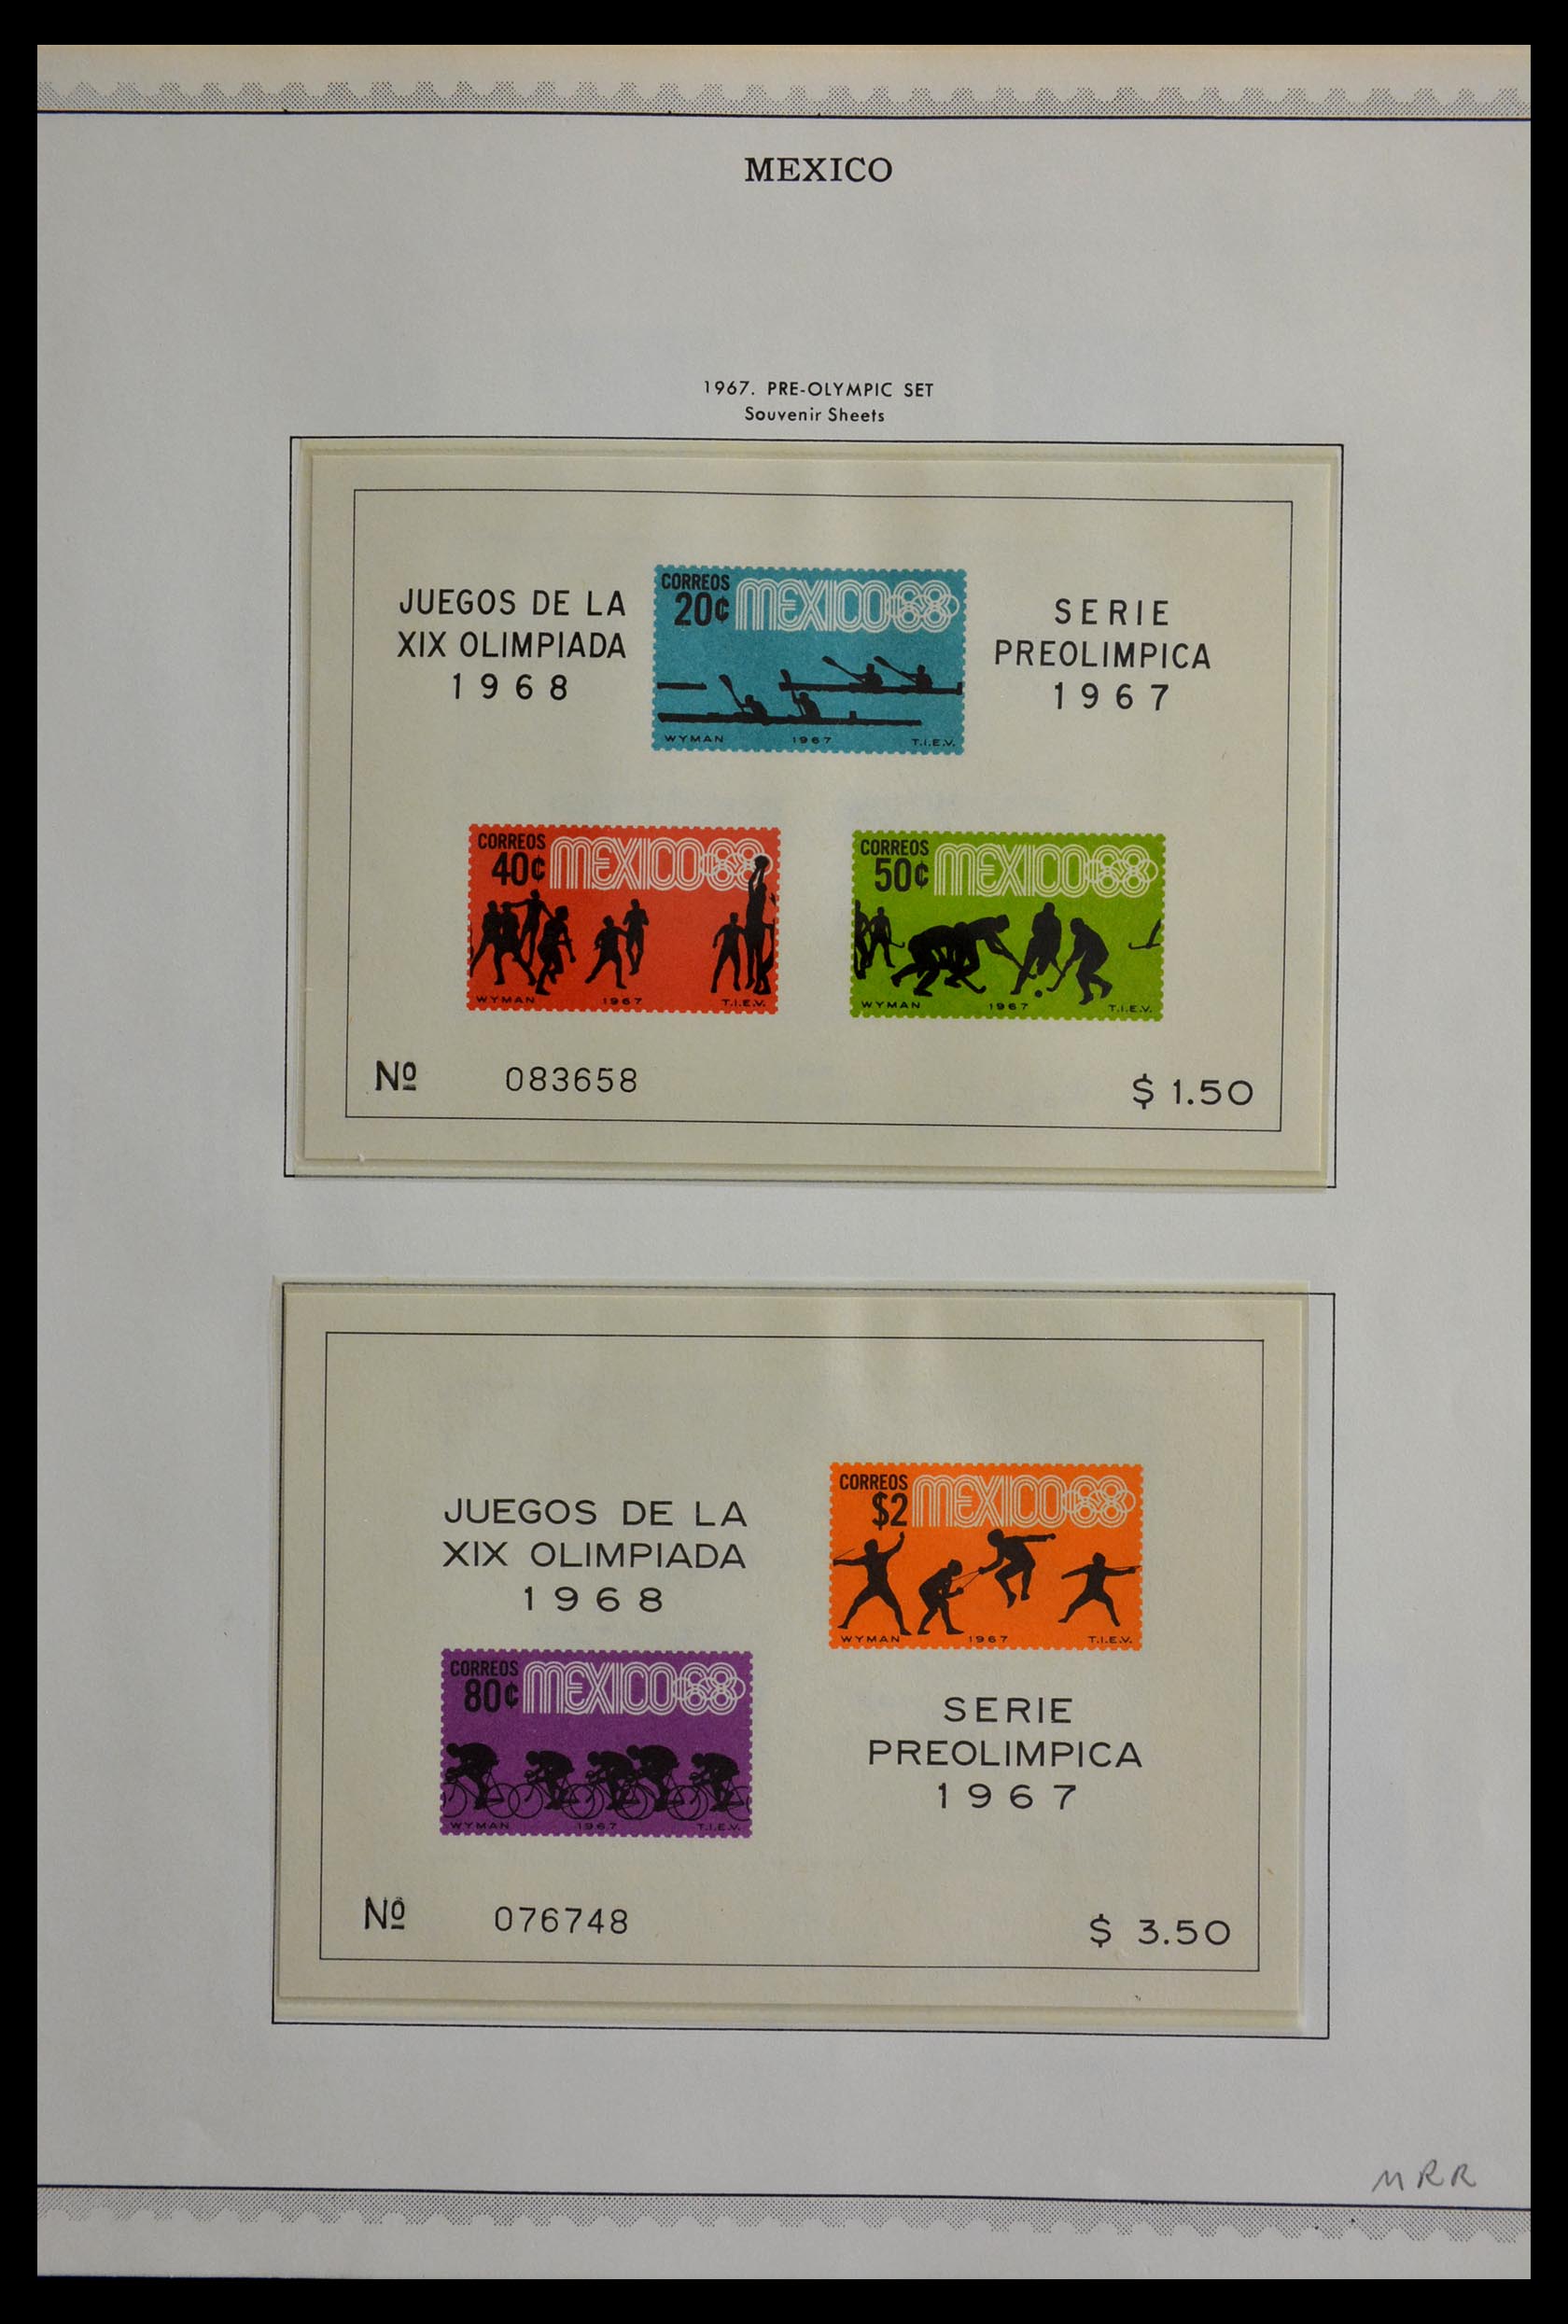 MEXICO
1967. PRE-OLYMPIC SET
Souvenir Sheets
JUEGOS DE LA
XIX OLIMPIADA
1968
CORREOS
20¢ MEXICO68
WYMAN 1967 T.I.E.V.
SERIE
PREOLIMPICA
1967
CORREOS
40¢ MEXICO68
WYMAN 1967 T.I.E.V.
CORREOS
50¢ MEXICO68
WYMAN 1967 T.I.E.V.
Nº 083658
$ 1.50
JUEGOS DE LA
XIX OLIMPIADA
1968
CORREOS
$2 MEXICO68
WYMAN 1967 T.I.E.V.
CORREOS
80¢ MEXICO68
WYMAN 1967 T.I.E.V.
SERIE
PREOLIMPICA
1967
Nº 076748
$ 3.50
MRR